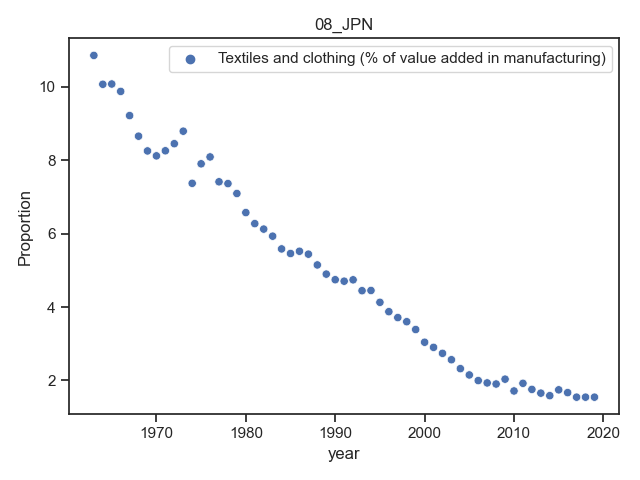 08_JPN
Textiles and clothing (% of value added in manufacturing)
10
8
6
4
2
Proportion
1970 1980 1990 2000 2010 2020
year